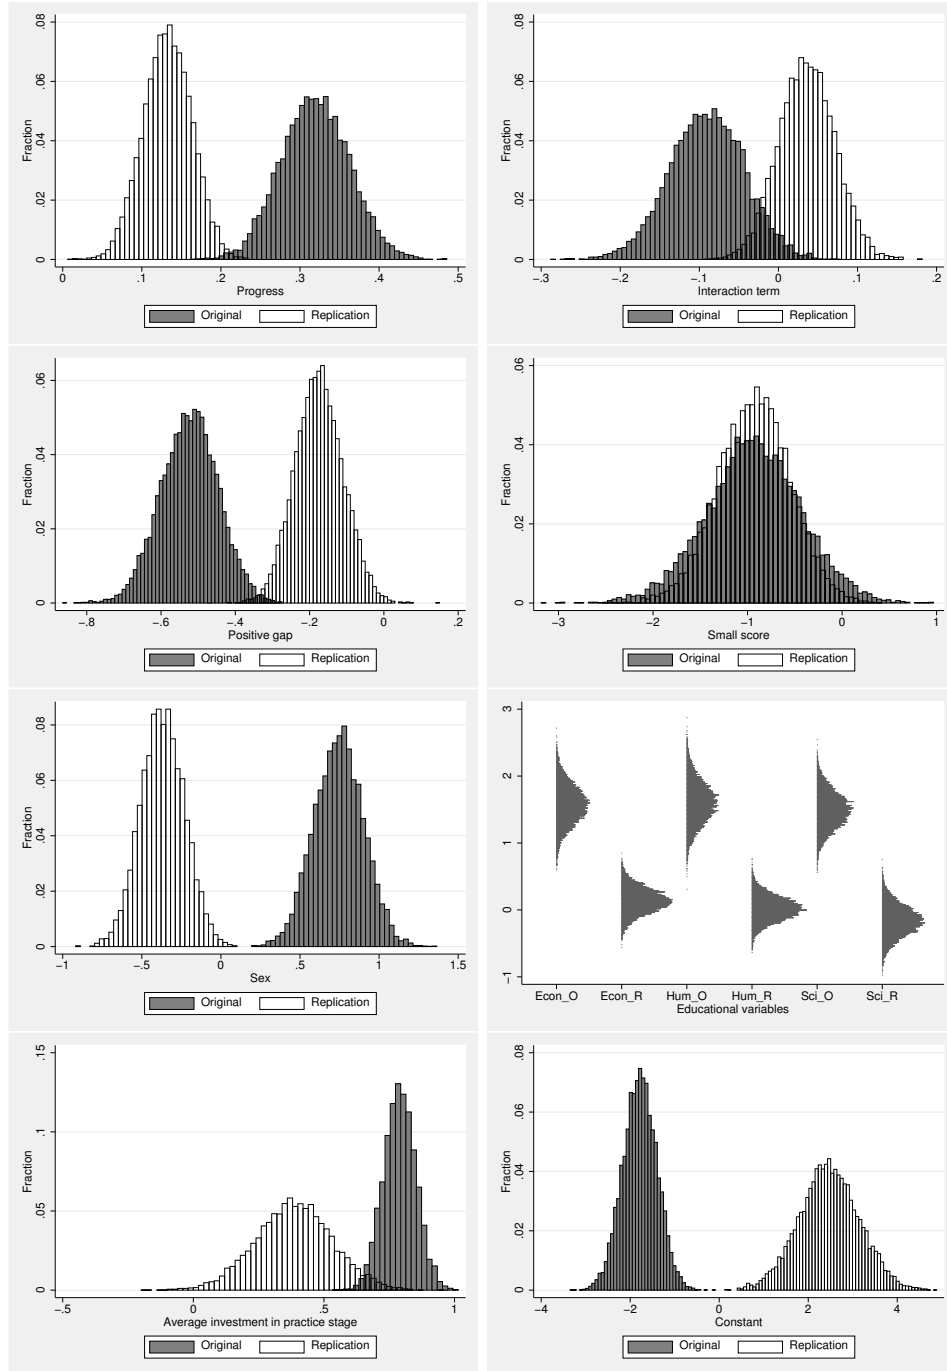 .08
.06
.04
.02
0
Fraction
0 .1 .2 .3 .4 .5
Progress
Original Replication
.08
.06
.04
.02
0
Fraction
−.3 −.2 −.1 0 .1 .2
Interaction term
Original Replication
.06
.04
.02
0
Fraction
−.8 −.6 −.4 −.2 0 .2
Positive gap
Original Replication
.06
.04
.02
0
Fraction
−3 −2 −1 0 1
Small score
Original Replication
.08
.06
.04
.02
0
Fraction
−1 −.5 0 .5 1 1.5
Sex
Original Replication
3
2
1
0
−1
Econ_O Econ_R Hum_O Hum_R Sci_O Sci_R
Educational variables
.15
.1
.05
0
Fraction
−.5 0 .5 1
Average investment in practice stage
Original Replication
.08
.06
.04
.02
0
Fraction
−4 −2 0 2 4
Constant
Original Replication